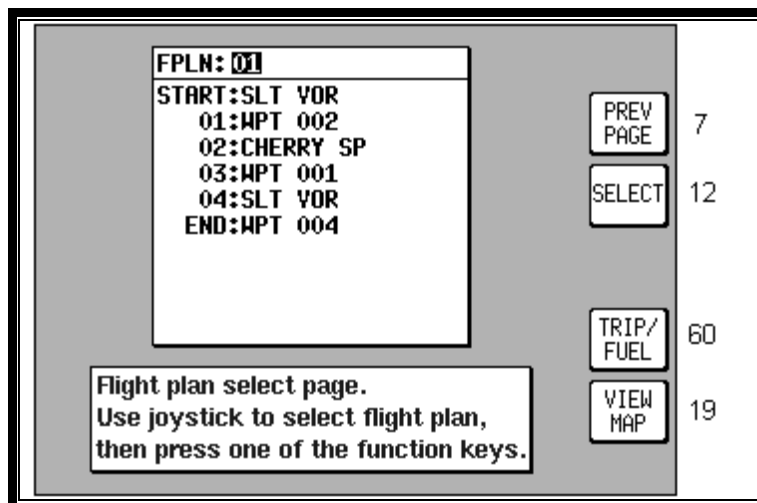 FPLN: 01
START:SLT VOR
01:WPT 002
02:CHERRY SP
03:WPT 001
04:SLT VOR
END:WPT 004
PREV
PAGE
7
SELECT
12
TRIP/
FUEL
60
VIEW
MAP
19
Flight plan select page.
Use joystick to select flight plan,
then press one of the function keys.